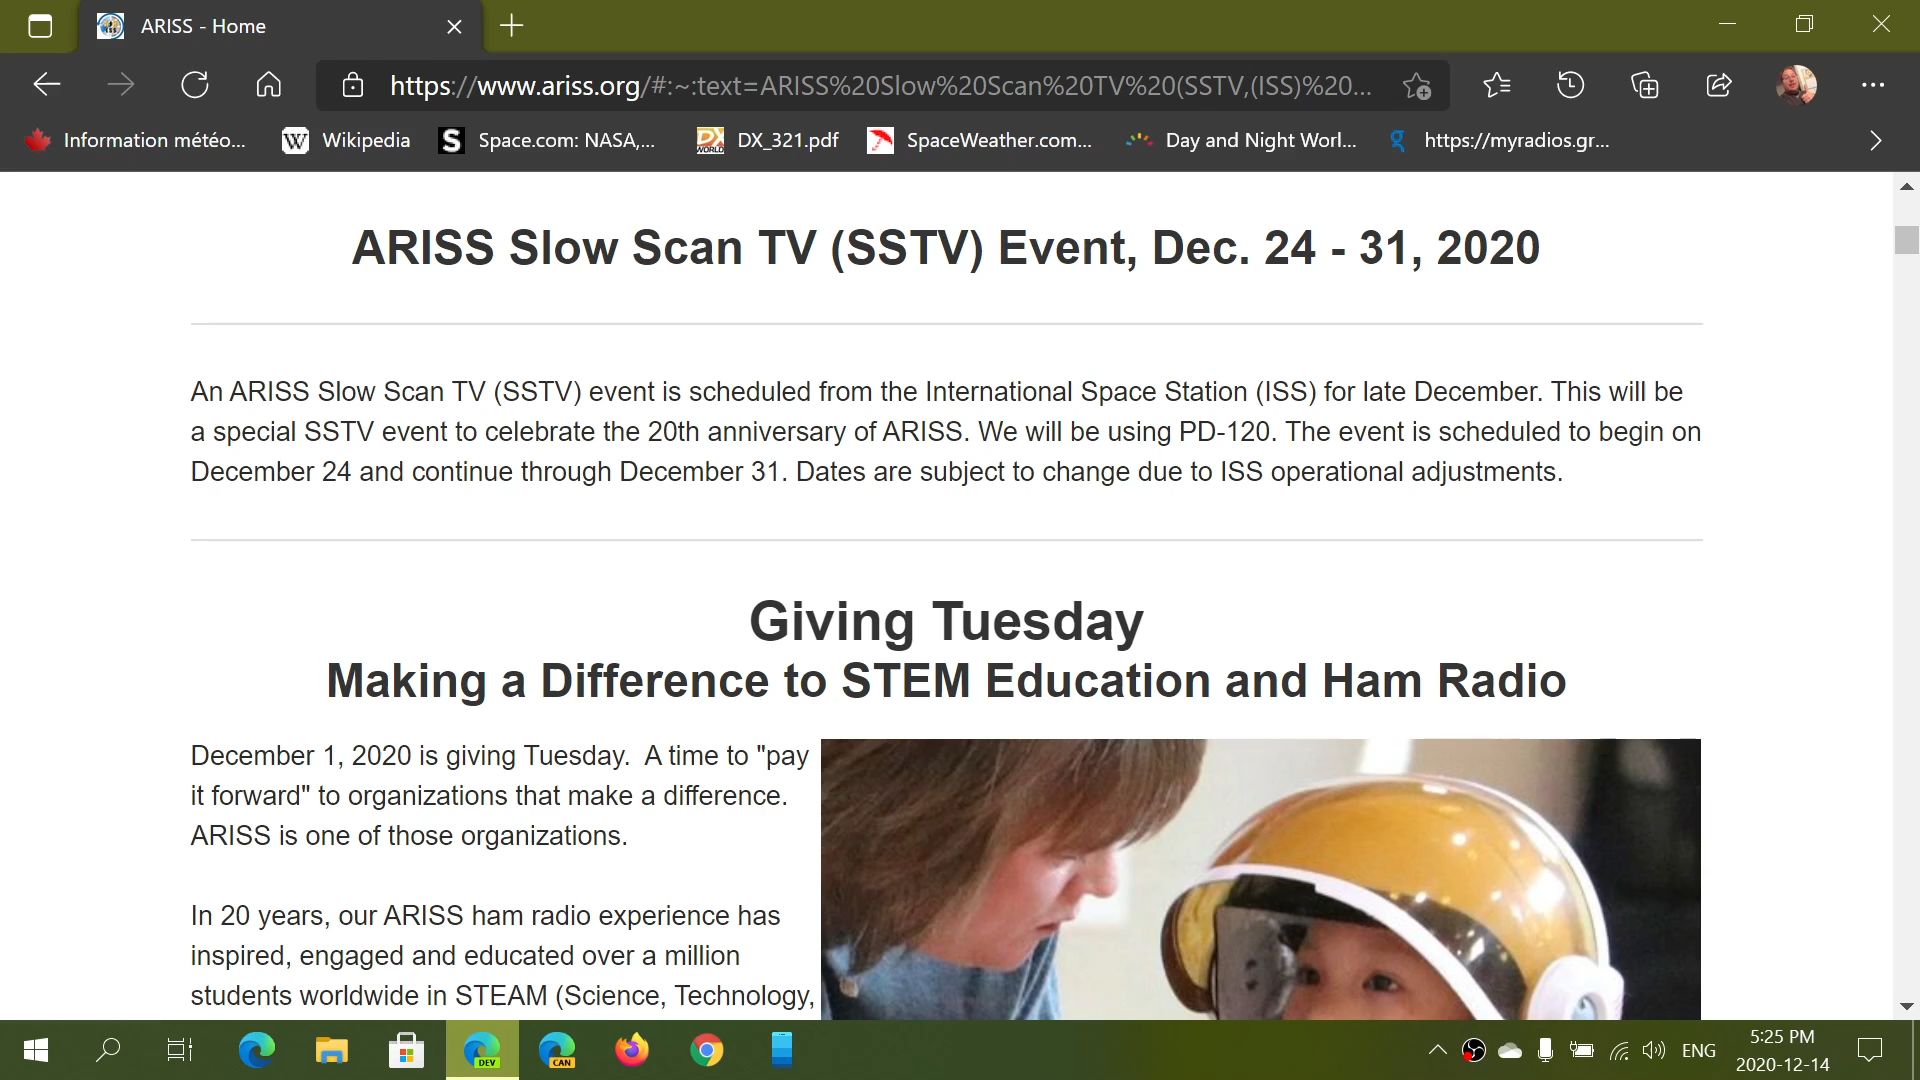 ARISS - Home
https://www.ariss.org/#:~:text=ARISS%20Slow%20Scan%20TV%20(SSTV,(ISS)%20...
Information météo...
W Wikipedia
S Space.com: NASA,...
DX WORLD DX_321.pdf
SpaceWeather.com...
Day and Night Worl...
g https://myradios.gr...
ARISS Slow Scan TV (SSTV) Event, Dec. 24 - 31, 2020
An ARISS Slow Scan TV (SSTV) event is scheduled from the International Space Station (ISS) for late December. This will be
a special SSTV event to celebrate the 20th anniversary of ARISS. We will be using PD-120. The event is scheduled to begin on
December 24 and continue through December 31. Dates are subject to change due to ISS operational adjustments.
Giving Tuesday
Making a Difference to STEM Education and Ham Radio
December 1, 2020 is giving Tuesday.  A time to "pay
it forward" to organizations that make a difference.
ARISS is one of those organizations.
In 20 years, our ARISS ham radio experience has
inspired, engaged and educated over a million
students worldwide in STEAM (Science, Technology,
DEV
CAN
ENG
5:25 PM
2020-12-14